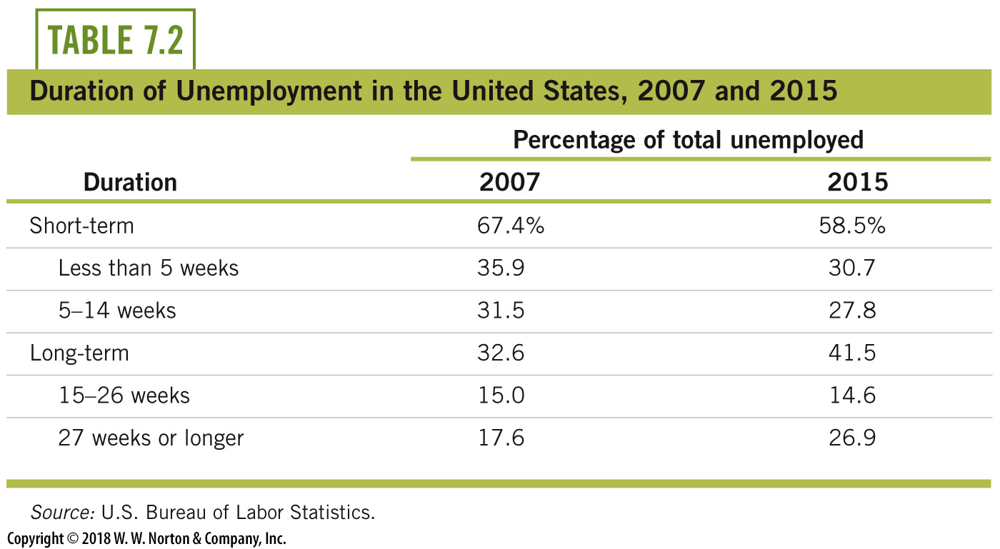 TABLE 7.2
Duration of Unemployment in the United States, 2007 and 2015
Percentage of total unemployed
Duration 2007 2015
Short-term 67.4% 58.5%
Less than 5 weeks 35.9 30.7
5–14 weeks 31.5 27.8
Long-term 32.6 41.5
15–26 weeks 15.0 14.6
27 weeks or longer 17.6 26.9
Source: U.S. Bureau of Labor Statistics.
Copyright © 2018 W. W. Norton & Company, Inc.